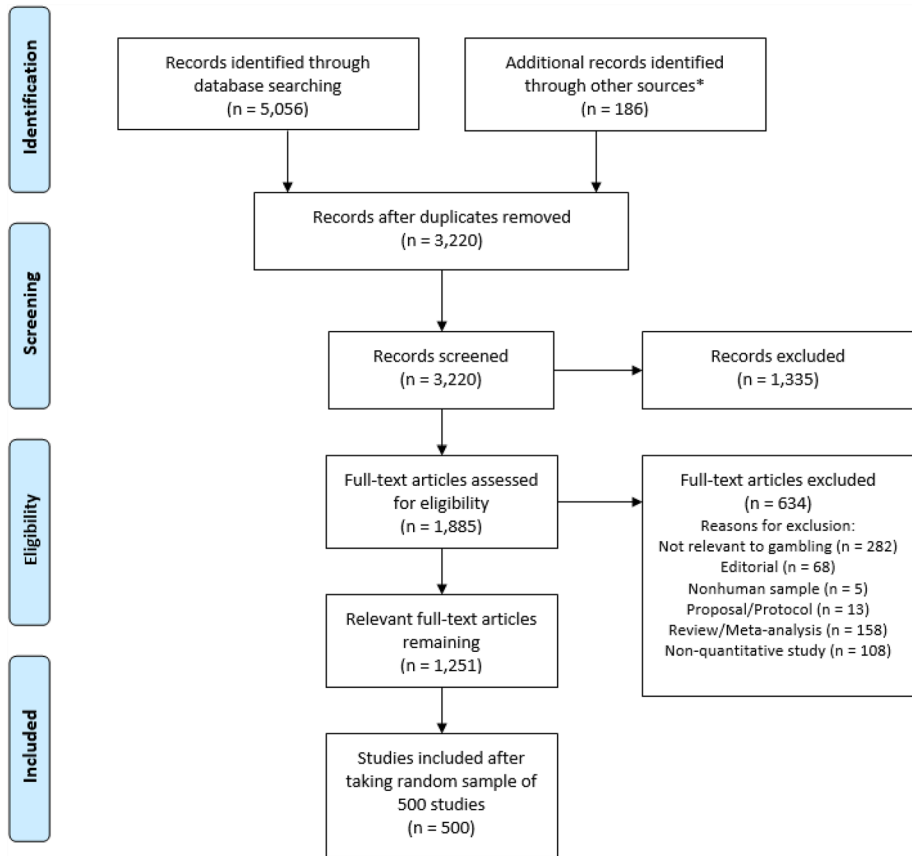 Identification
Records identified through
database searching
(n = 5,056)
Additional records identified
through other sources*
(n = 186)
Records after duplicates removed
(n = 3,220)
Screening
Records screened
(n = 3,220)
Records excluded
(n = 1,335)
Eligibility
Full-text articles assessed
for eligibility
(n = 1,885)
Full-text articles excluded
(n = 634)
Reasons for exclusion:
Not relevant to gambling (n = 282)
Editorial (n = 68)
Nonhuman sample (n = 5)
Proposal/Protocol (n = 13)
Review/Meta-analysis (n = 158)
Non-quantitative study (n = 108)
Relevant full-text articles
remaining
(n = 1,251)
Included
Studies included after
taking random sample of
500 studies
(n = 500)